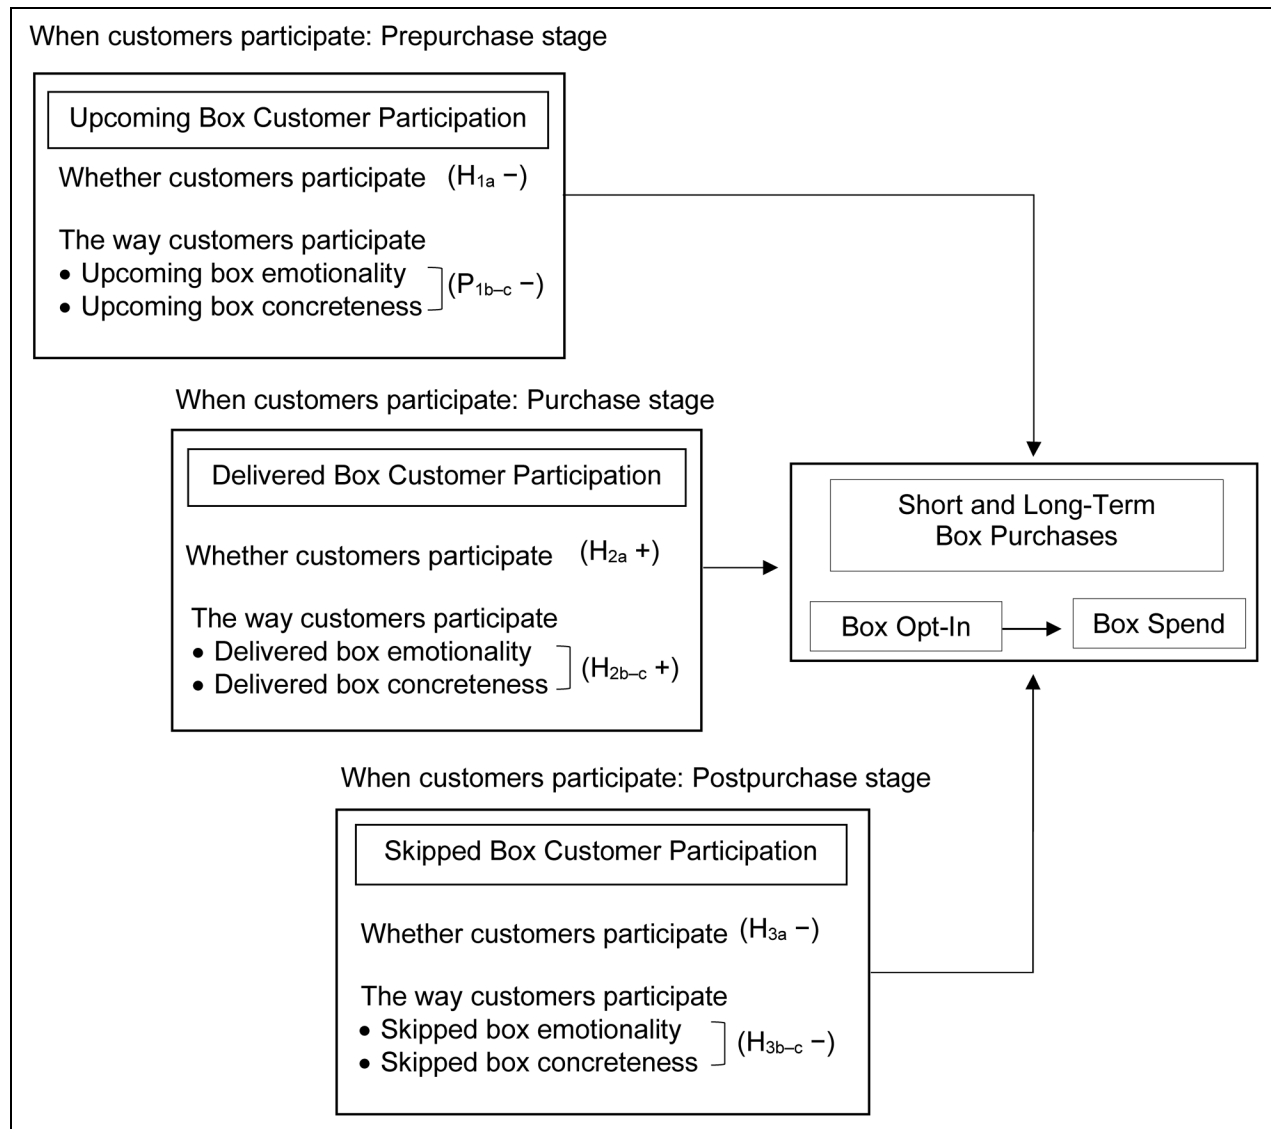 When customers participate: Prepurchase stage
Upcoming Box Customer Participation
Whether customers participate (H1a −)
The way customers participate
• Upcoming box emotionality
• Upcoming box concreteness
(P1b–c −)
When customers participate: Purchase stage
Delivered Box Customer Participation
Whether customers participate (H2a +)
The way customers participate
• Delivered box emotionality
• Delivered box concreteness
(H2b–c +)
Short and Long-Term
Box Purchases
Box Opt-In
Box Spend
When customers participate: Postpurchase stage
Skipped Box Customer Participation
Whether customers participate (H3a −)
The way customers participate
• Skipped box emotionality
• Skipped box concreteness
(H3b–c −)